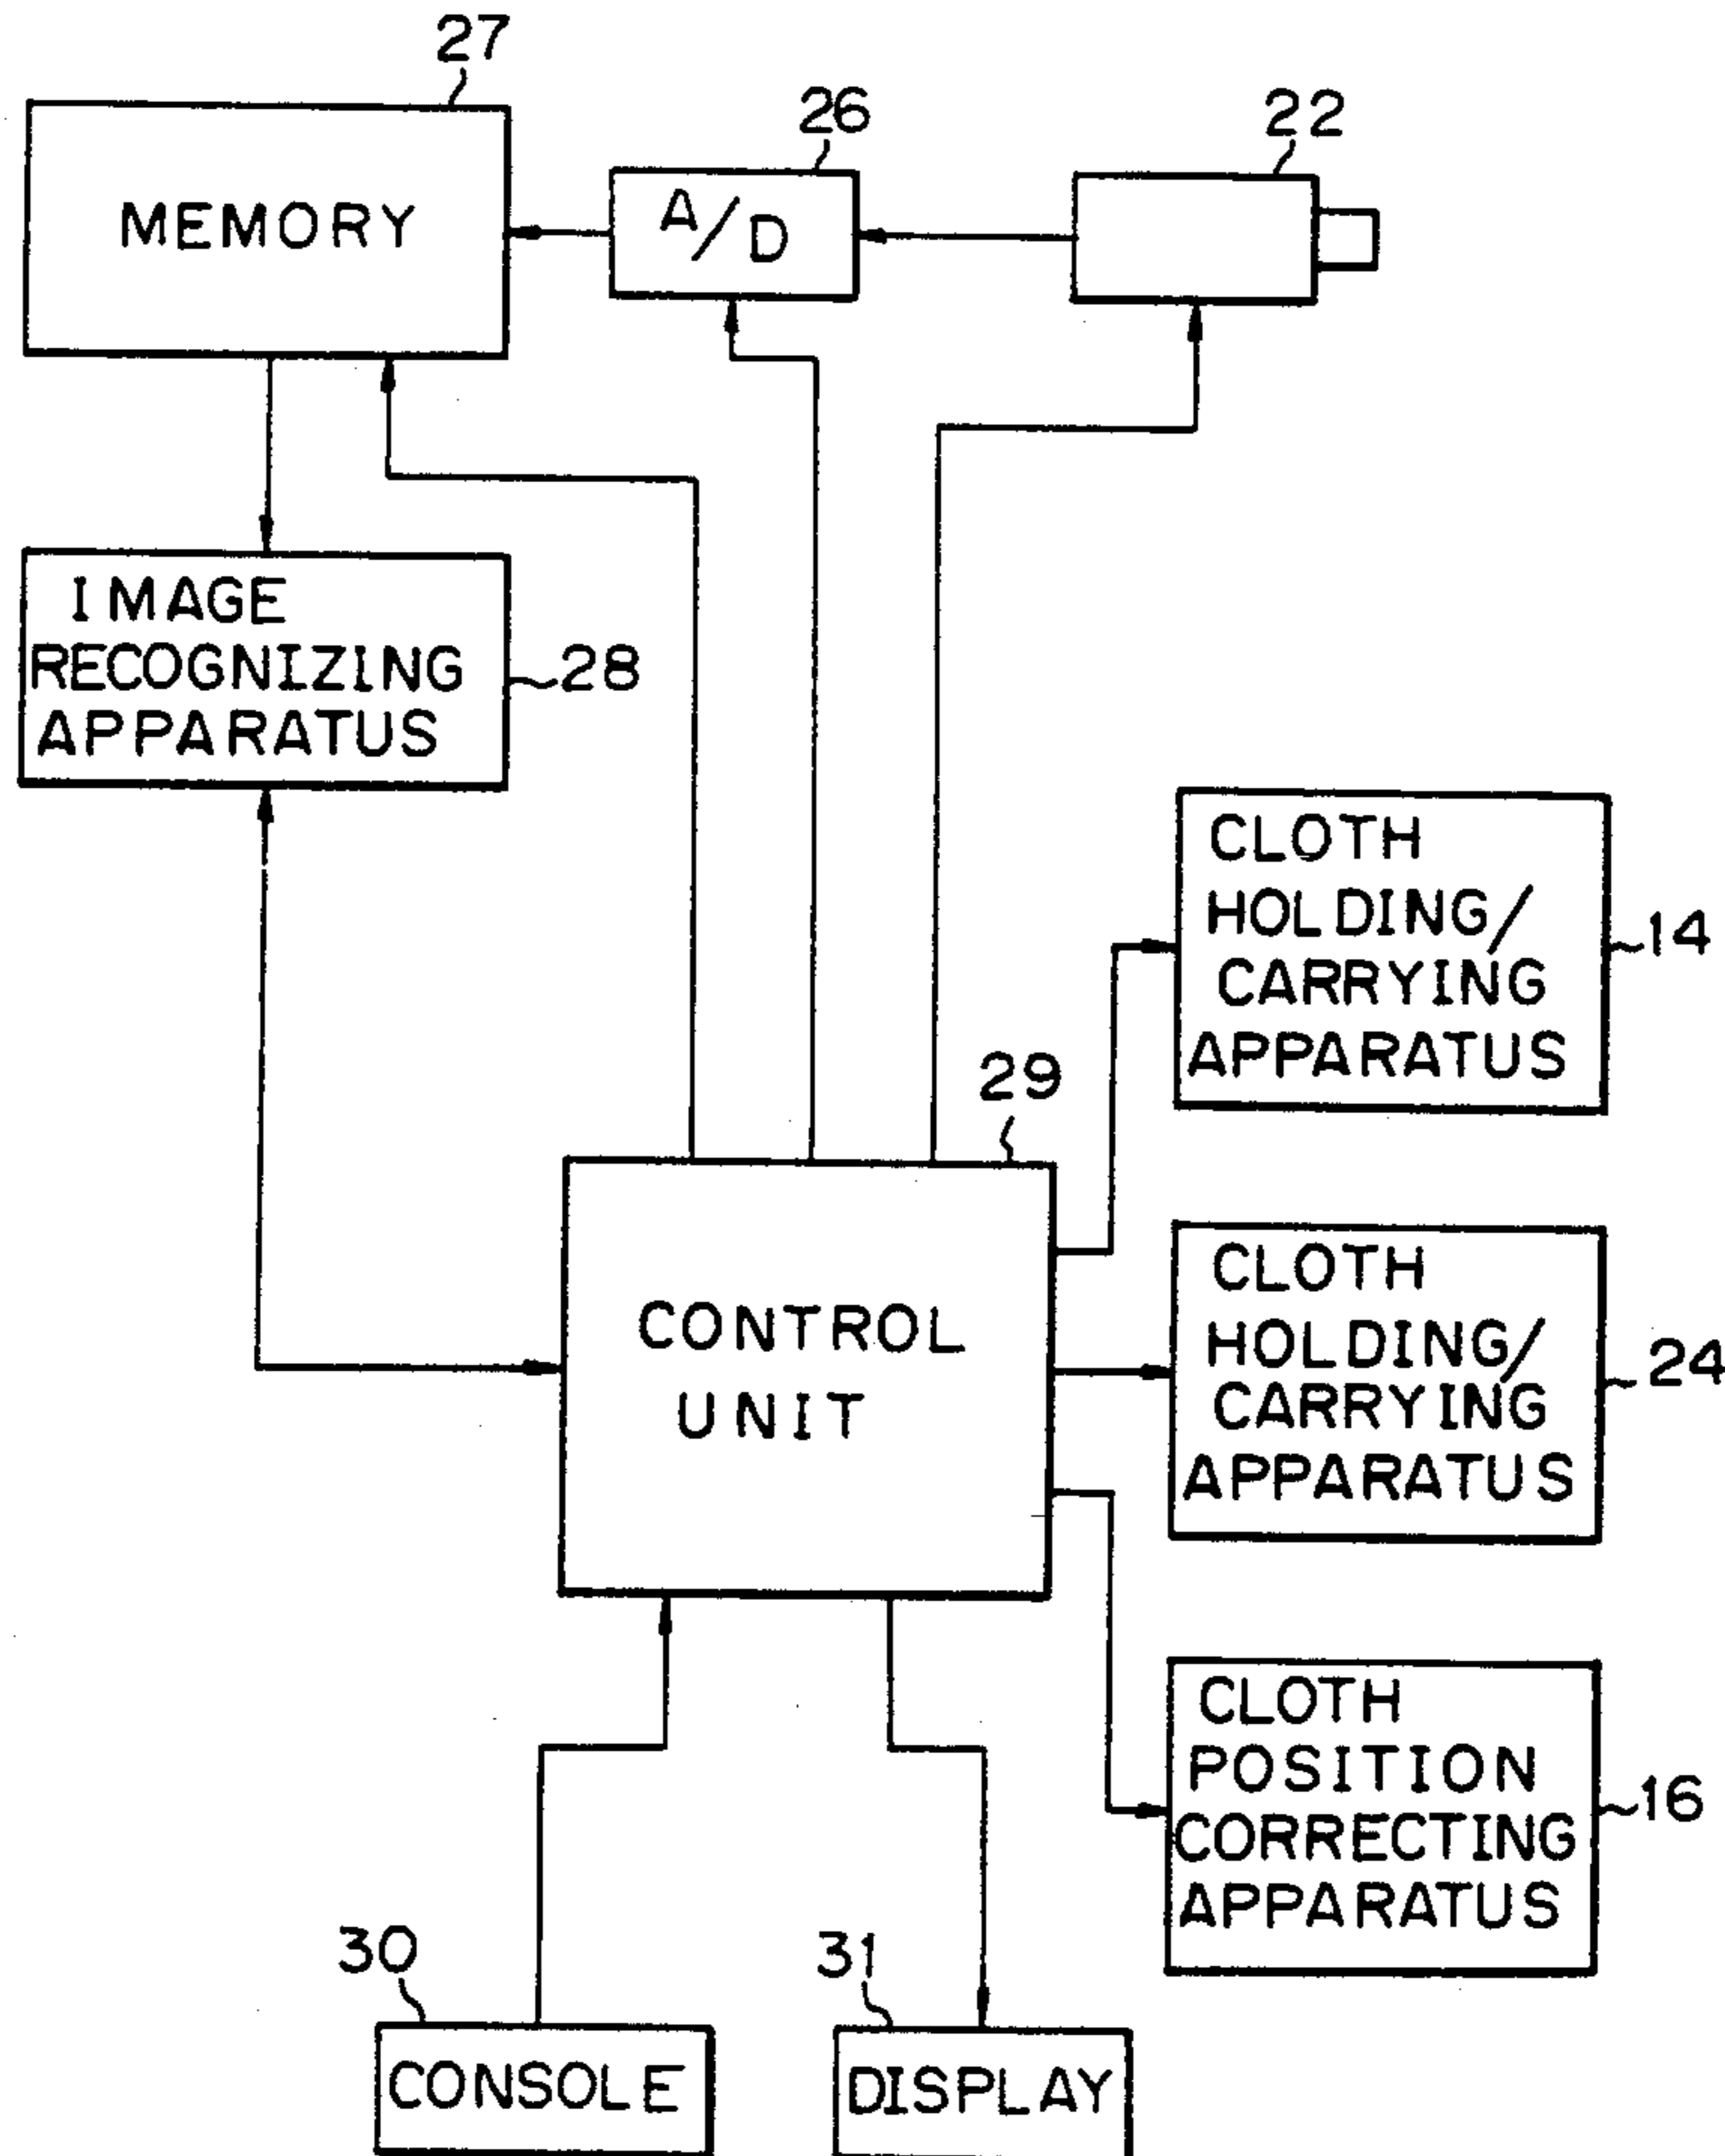 27
26
22
MEMORY
A/D
IMAGE
RECOGNIZING
APPARATUS
28
CLOTH
HOLDING/
CARRYING
APPARATUS
14
29
CONTROL
UNIT
CLOTH
HOLDING/
CARRYING
APPARATUS
24
CLOTH
POSITION
CORRECTING
APPARATUS
16
30
31
CONSOLE
DISPLAY